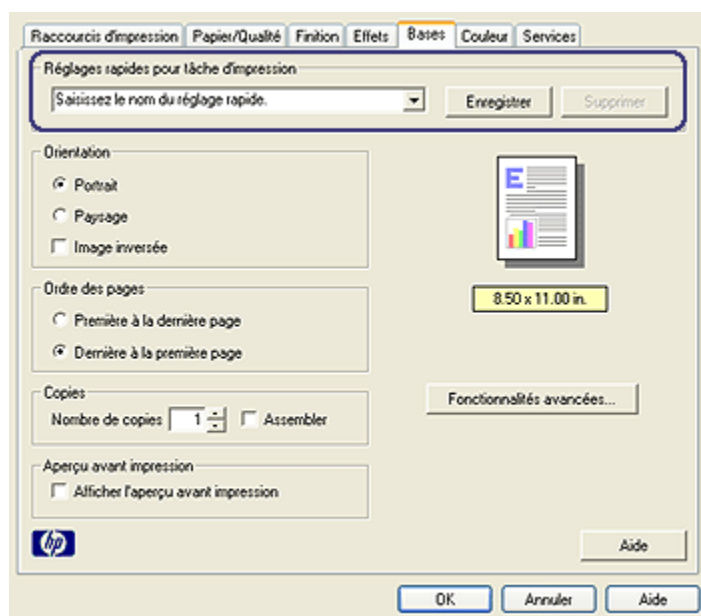 Raccourcis d'impression Papier/Qualité Finition Effets Bases Couleur Services
Réglages rapides pour tâche d'impression
Saisissez le nom du réglage rapide. Enregistrer Supprimer
Orientation
Portrait
Paysage
Image inversée
E
8.50 x 11.00 in.
Ordre des pages
Première à la dernière page
Dernière à la première page
Copies
Nombre de copies 1 Assembler
Fonctionnalités avancées...
Aperçu avant impression
Afficher l'aperçu avant impression
hp
Aide
OK Annuler Aide